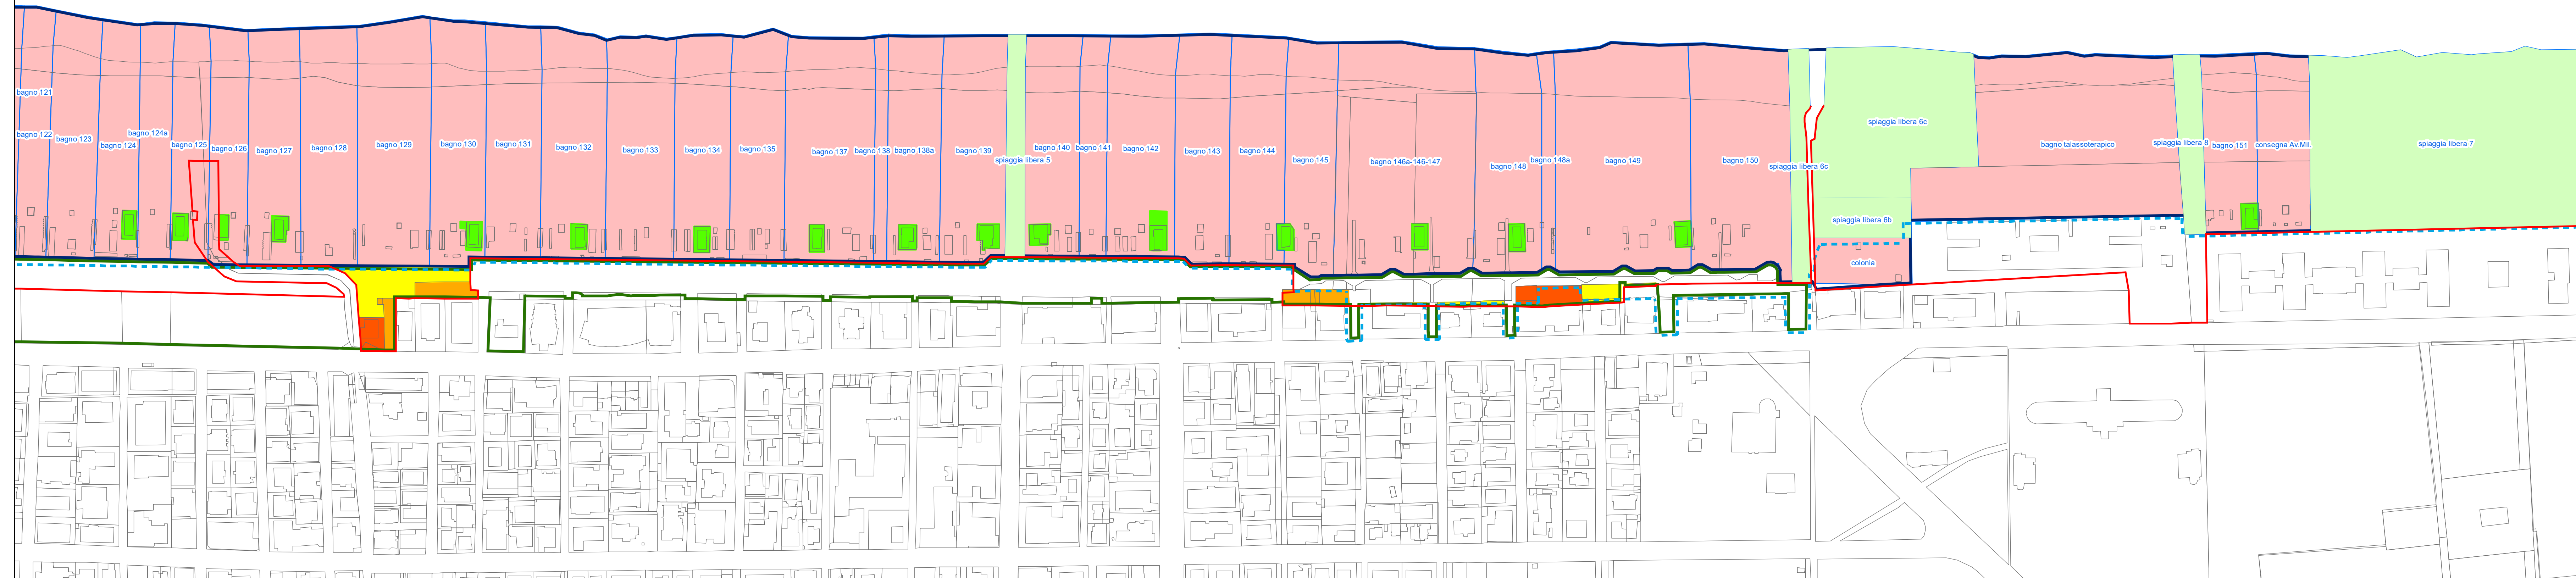 bagno 121
bagno 122
bagno 123
bagno 124
bagno 124a
bagno 125
bagno 126
bagno 127
bagno 128
bagno 129
bagno 130
bagno 131
bagno 132
bagno 133
bagno 134
bagno 135
bagno 137
bagno 138
bagno 138a
bagno 139
spiaggia libera 5
bagno 140
bagno 141
bagno 142
bagno 143
bagno 144
bagno 145
bagno 146a-146-147
bagno 148
bagno 148a
bagno 149
bagno 150
spiaggia libera 6c
spiaggia libera 6c
spiaggia libera 6b
colonia
bagno talassoterapico
spiaggia libera 8
bagno 151
consegna Av.Mil.
spiaggia libera 7